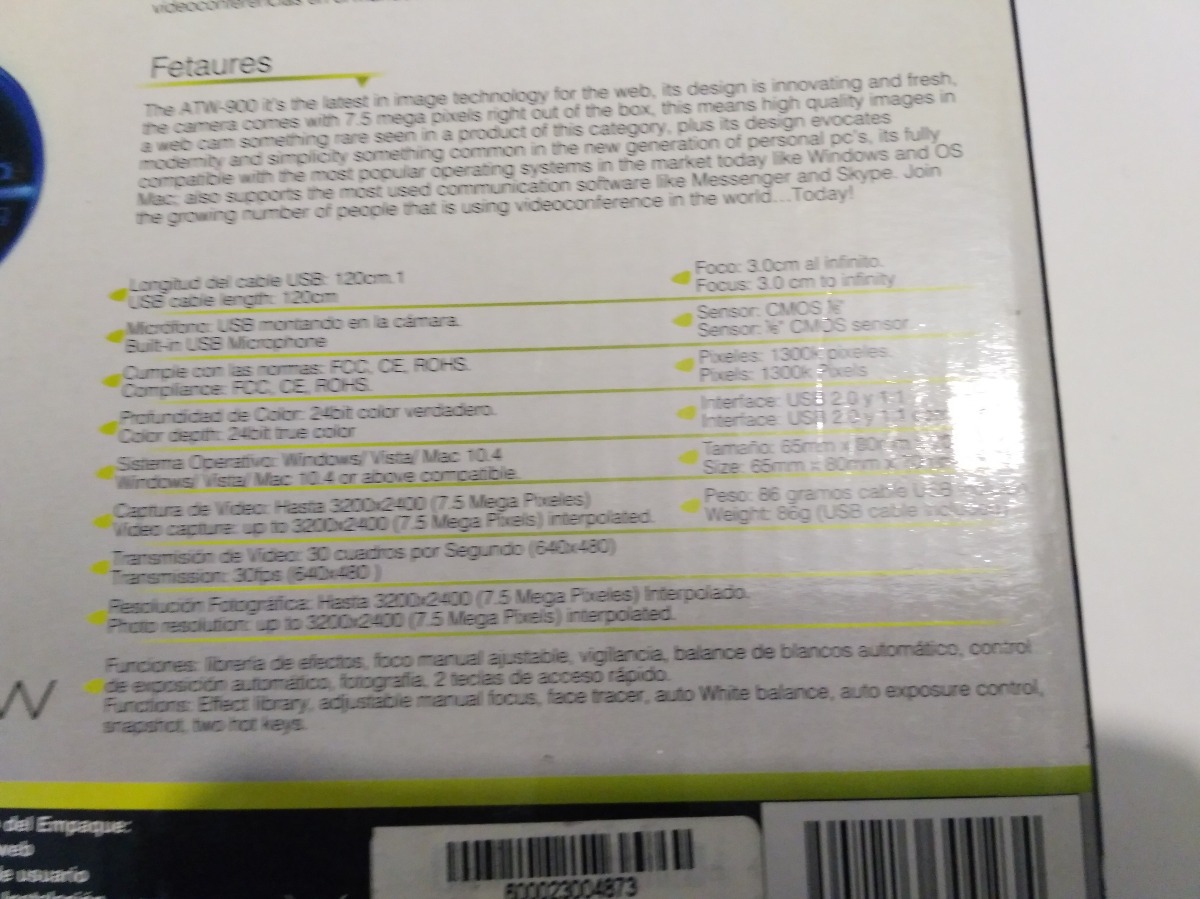 videoconferencias en el
Fetaures
The ATW-900 it's the latest in image technology for the web, its design is innovating and fresh,
the camera comes with 7.5 mega pixels right out of the box, this means high quality images in
a web cam something rare seen in a product of this category, plus its design evocates
modernity and simplicity something common in the new generation of personal pc's, its fully
compatible with the most popular operating systems in the market today like Windows and OS
Mac; also supports the most used communication software like Messenger and Skype. Join
the growing number of people that is using videoconference in the world...Today!
Longitud del cable USB: 120cm.1
USB cable length: 120cm
Micrófono: USB montando en la cámara.
Built-in USB Microphone
Cumple con las normas: FCC, CE, ROHS.
Compliance: FCC, CE, ROHS.
Profundidad de Color: 24bit color verdadero.
Color depth: 24bit true color
Sistema Operativo: Windows/ Vista/ Mac 10.4
Windows/ Vista/ Mac 10.4 or above compatible.
Captura de Video: Hasta 3200x2400 (7.5 Mega Pixeles)
Video capture: up to 3200x2400 (7.5 Mega Pixels) interpolated.
Transmisión de Video: 30 cuadros por Segundo (640x480)
Transmission: 30fps (640x480 )
Resolución Fotográfica: Hasta 3200x2400 (7.5 Mega Pixeles) Interpolado.
Photo resolution: up to 3200x2400 (7.5 Mega Pixels) interpolated.
Foco: 3.0cm al infinito.
Focus: 3.0 cm to infinity
Sensor: CMOS
Sensor: CMOS sensor
Pixeles: 1300k pixeles.
Pixels: 1300k Pixels
Interface: USB 2.0 y 1.1
Interface: USB 2.0 y 1.1
Tamaño: 65mm x 80mm
Size: 65mm x 80mm x
Peso: 86 gramos cable USB
Weight: 86g (USB cable included)
Funciones: librería de efectos, foco manual ajustable, vigilancia, balance de blancos automático, control
de exposición automático, fotografía, 2 teclas de acceso rápido.
Functions: Effect library, adjustable manual focus, face tracer, auto White balance, auto exposure control,
snapshot, two hot keys.
del Empaque:
web
de usuario
600023004873